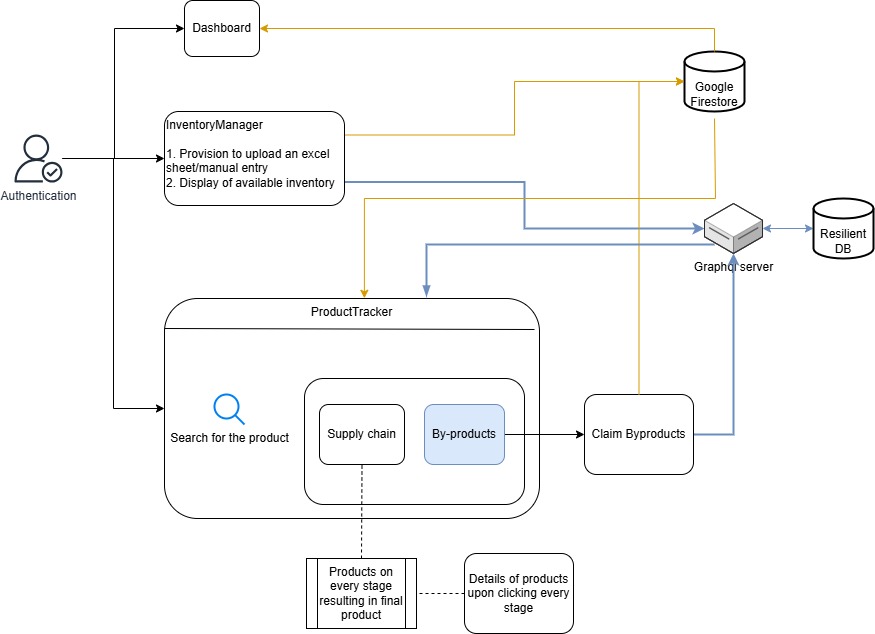 Dashboard
Google
Firestore
InventoryManager
1. Provision to upload an excel
sheet/manual entry
2. Display of available inventory
Authentication
Resilient
DB
Graphql server
ProductTracker
Search for the product
Supply chain
By-products
Claim Byproducts
Products on
every stage
resulting in final
product
Details of products
upon clicking every
stage